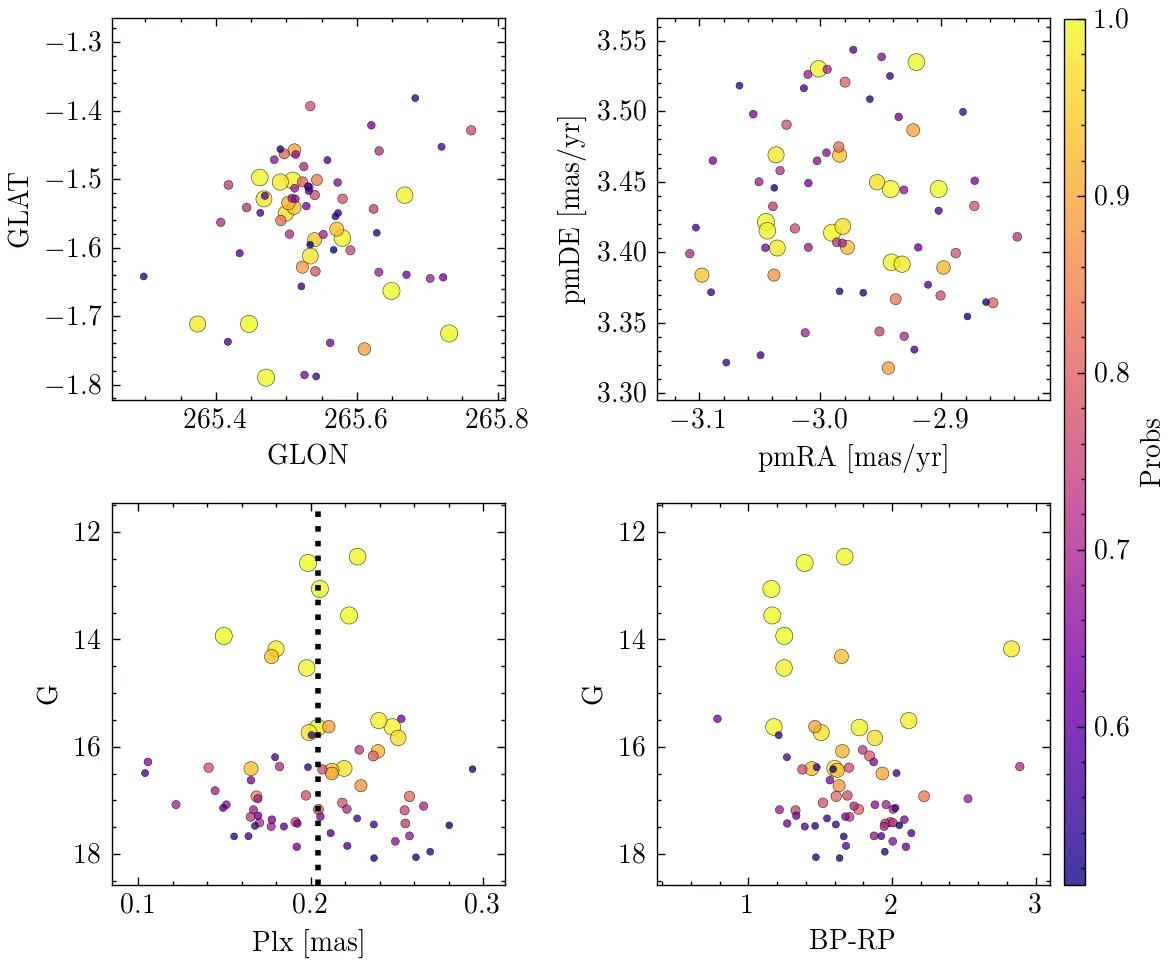 −1.3
−1.4
−1.5
−1.6
−1.7
−1.8
GLAT
265.4 265.6 265.8
GLON
3.55
3.50
3.45
3.40
3.35
3.30
pmDE [mas/yr]
−3.1 −3.0 −2.9
pmRA [mas/yr]
12
14
16
18
G
0.1 0.2 0.3
Plx [mas]
12
14
16
18
G
1 2 3
BP-RP
1.0
0.9
0.8
0.7
0.6
Probs